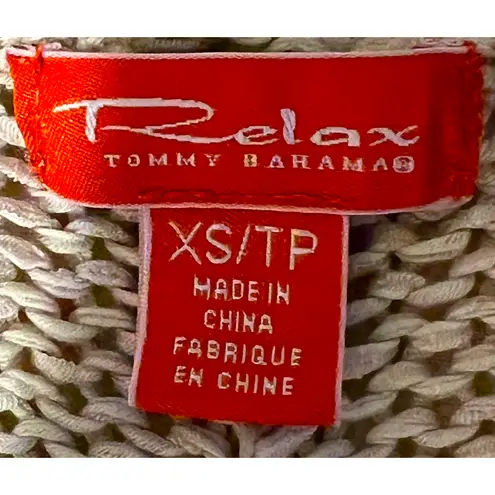 Relax
TOMMY BAHAMA®
XS/TP
MADE IN
CHINA
FABRIQUE
EN CHINE